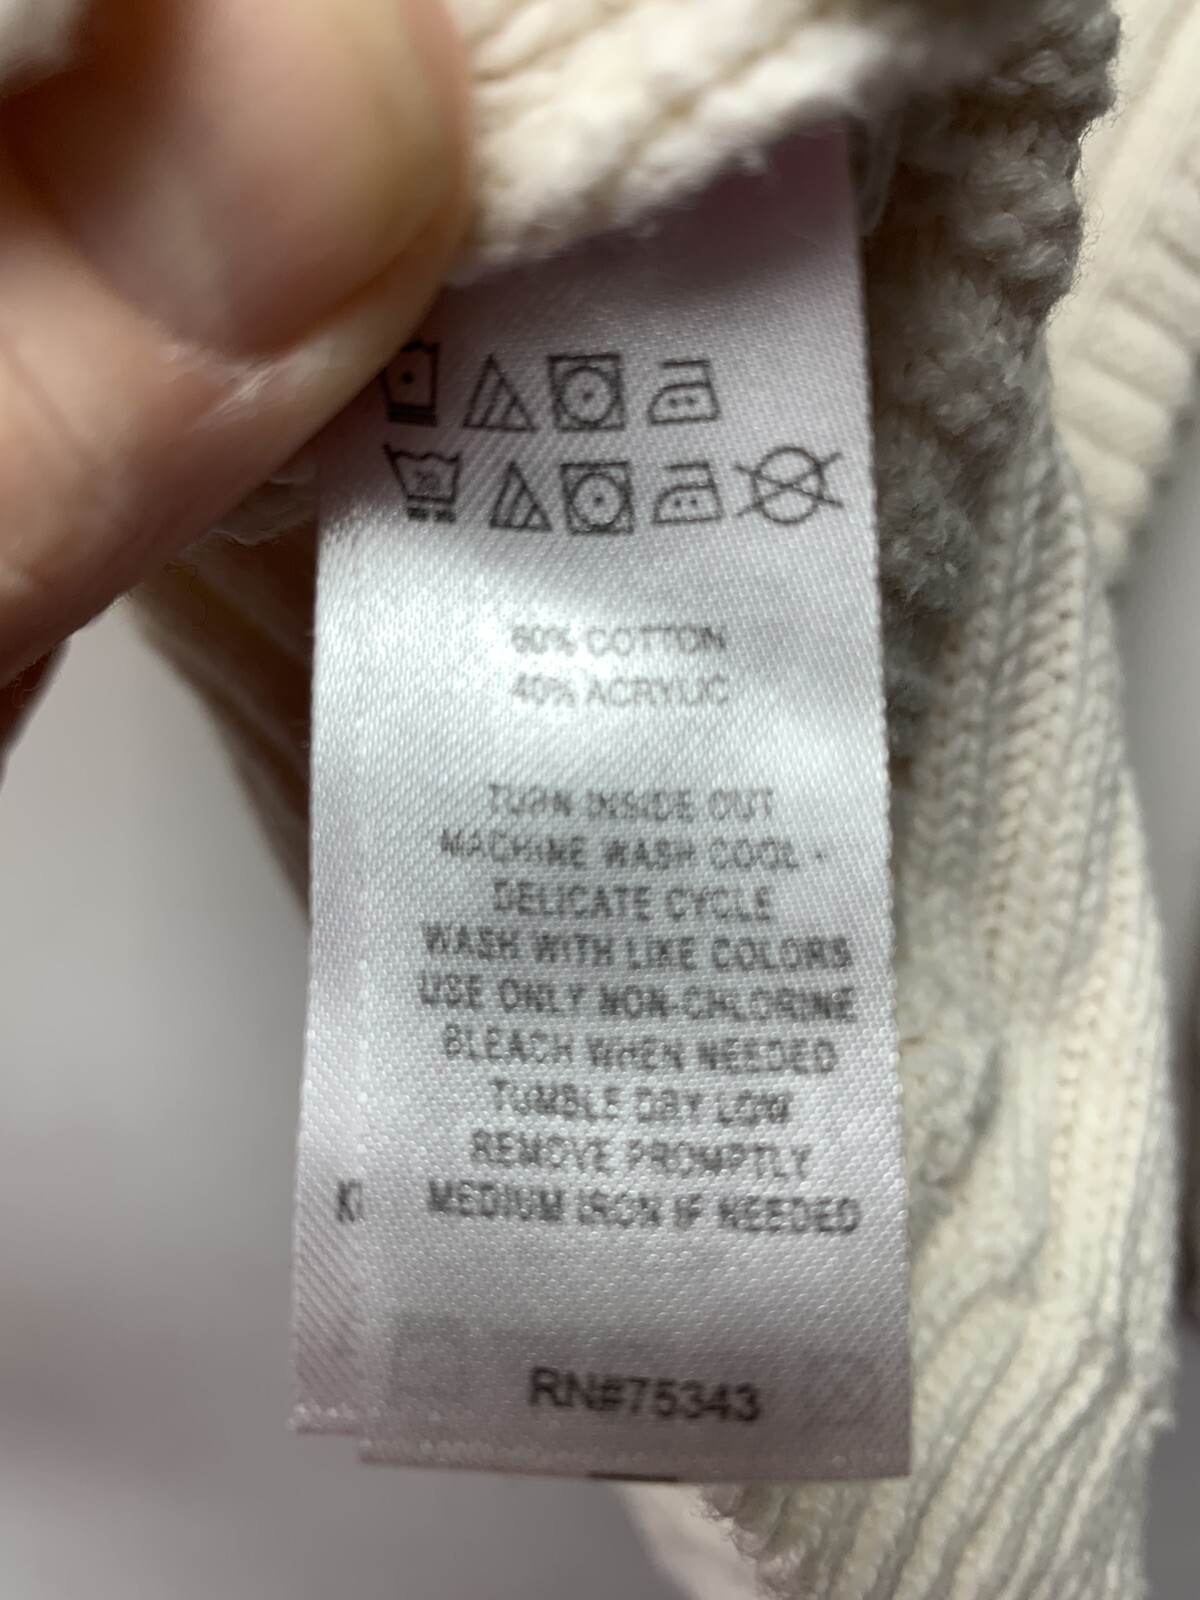 30
60% COTTON
40% ACRYLIC
TURN INSIDE OUT
MACHINE WASH COOL -
DELICATE CYCLE
WASH WITH LIKE COLORS
USE ONLY NON-CHLORINE
BLEACH WHEN NEEDED
TUMBLE DRY LOW
REMOVE PROMPTLY
MEDIUM IRON IF NEEDED
RN#75343